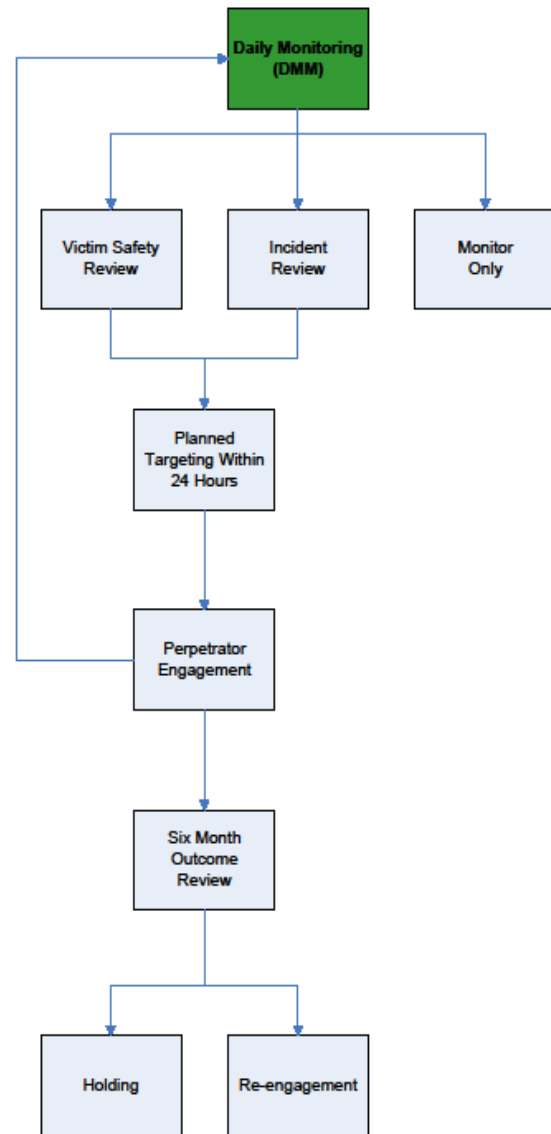 Daily Monitoring
(DMM)
Victim Safety
Review
Incident
Review
Monitor
Only
Planned
Targeting Within
24 Hours
Perpetrator
Engagement
Six Month
Outcome
Review
Holding
Re-engagement